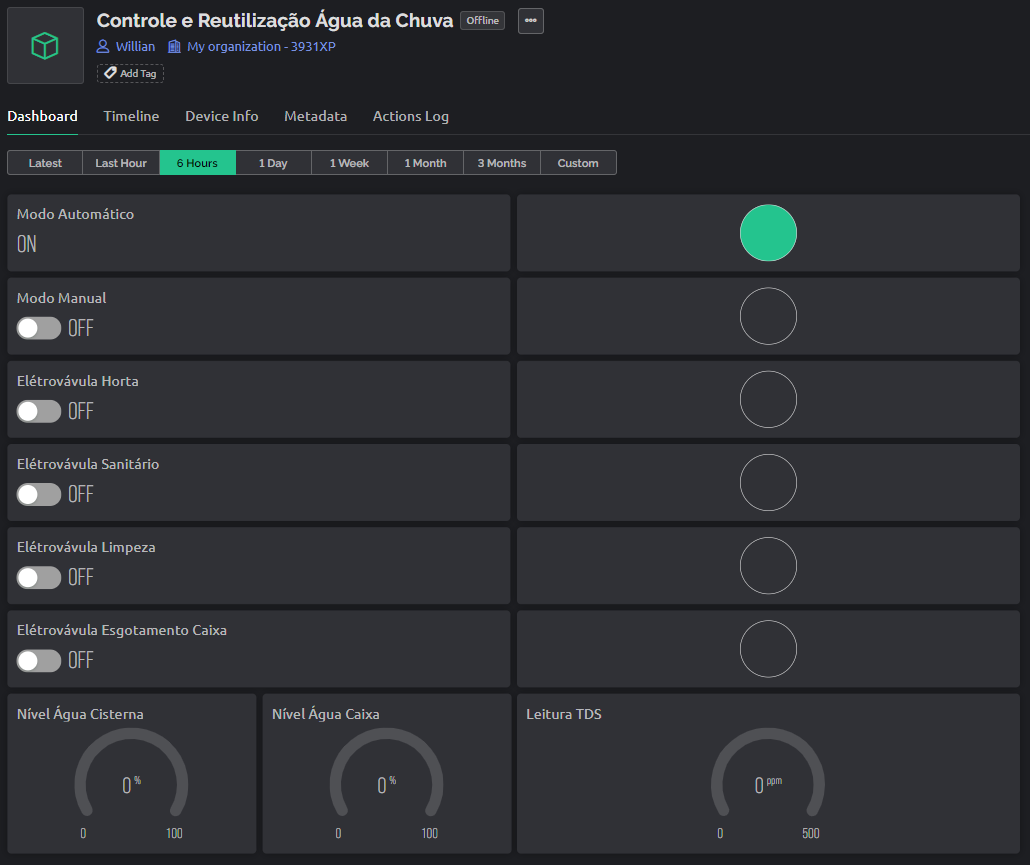 Controle e Reutilização Água da Chuva Offline
Willian My organization - 3931XP
Add Tag
Dashboard Timeline Device Info Metadata Actions Log
Latest Last Hour 6 Hours 1 Day 1 Week 1 Month 3 Months Custom
Modo Automático
ON
Modo Manual
OFF
Elétrovávula Horta
OFF
Elétrovávula Sanitário
OFF
Elétrovávula Limpeza
OFF
Elétrovávula Esgotamento Caixa
OFF
Nível Água Cisterna Nível Água Caixa Leitura TDS
0 % 0 % 0 ppm
0 100 0 100 0 500